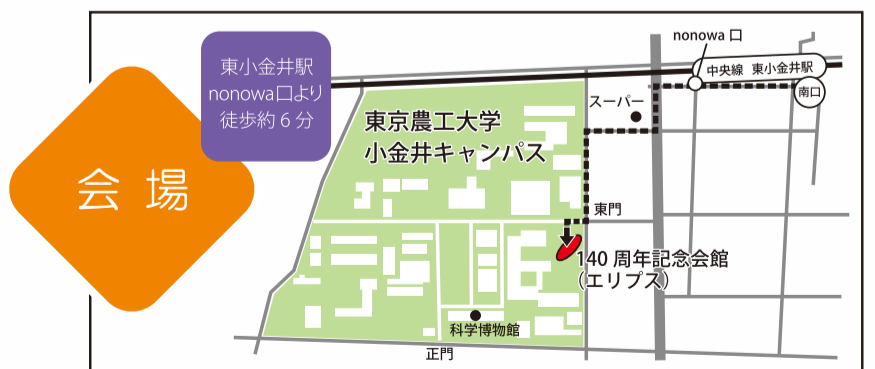 会場
東小金井駅
nonowa口より
徒歩約6分
nonowa 口
中央線 東小金井駅
南口
スーパー
東京農工大学
小金井キャンパス
東門
140 周年記念会館
(エリプス)
科学博物館
正門